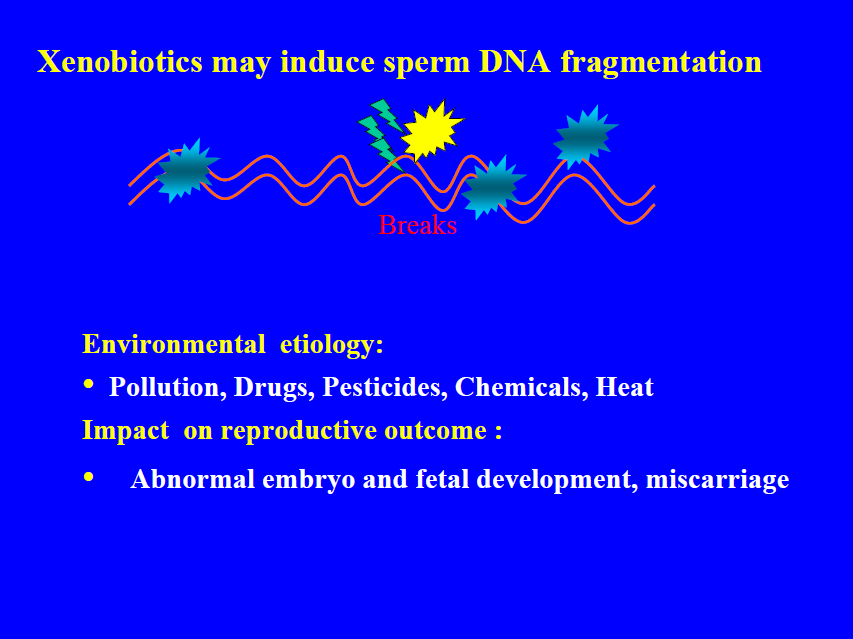 Xenobiotics may induce sperm DNA fragmentation
Breaks
Environmental  etiology:
• Pollution, Drugs, Pesticides, Chemicals, Heat
Impact  on reproductive outcome :
• Abnormal embryo and fetal development, miscarriage